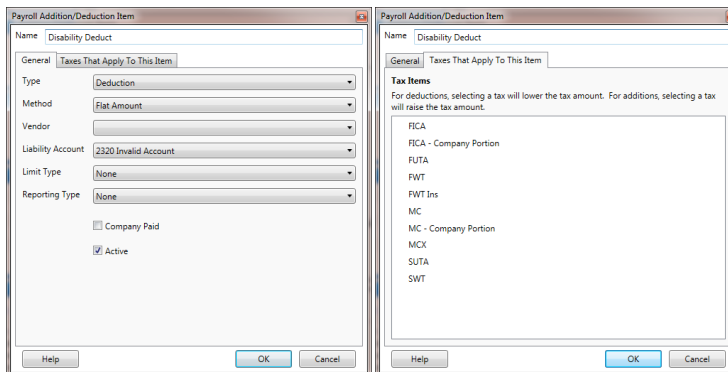 Payroll Addition/Deduction Item
Name Disability Deduct
General Taxes That Apply To This Item
Type Deduction
Method Flat Amount
Vendor
Liability Account 2320 Invalid Account
Limit Type None
Reporting Type None
Company Paid
Active
Help OK Cancel
Payroll Addition/Deduction Item
Name Disability Deduct
General Taxes That Apply To This Item
Tax Items
For deductions, selecting a tax will lower the tax amount. For additions, selecting a tax
will raise the tax amount.
FICA
FICA - Company Portion
FUTA
FWT
FWT Ins
MC
MC - Company Portion
MCX
SUTA
SWT
Help OK Cancel